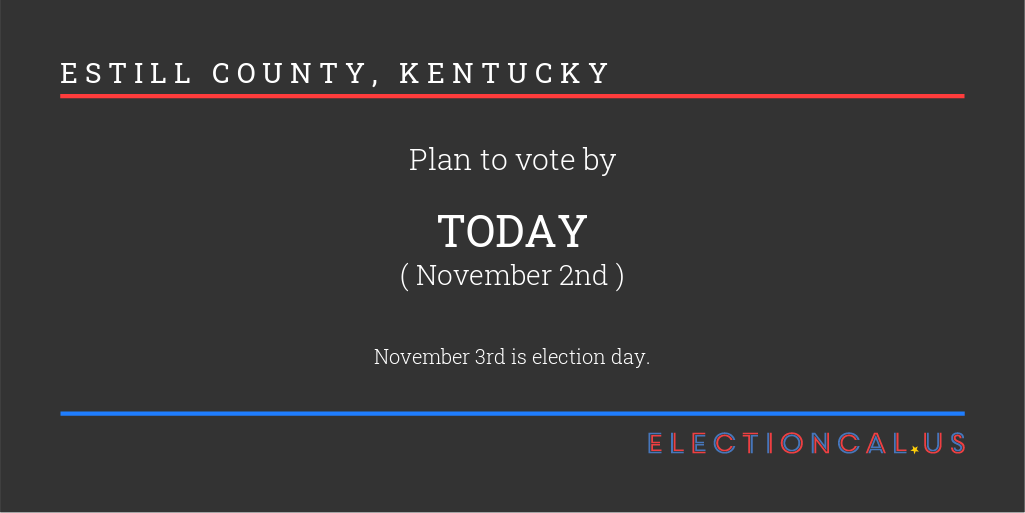 ESTILL COUNTY, KENTUCKY
Plan to vote by
TODAY
( November 2nd )
November 3rd is election day.
ELECTIONCAL.US